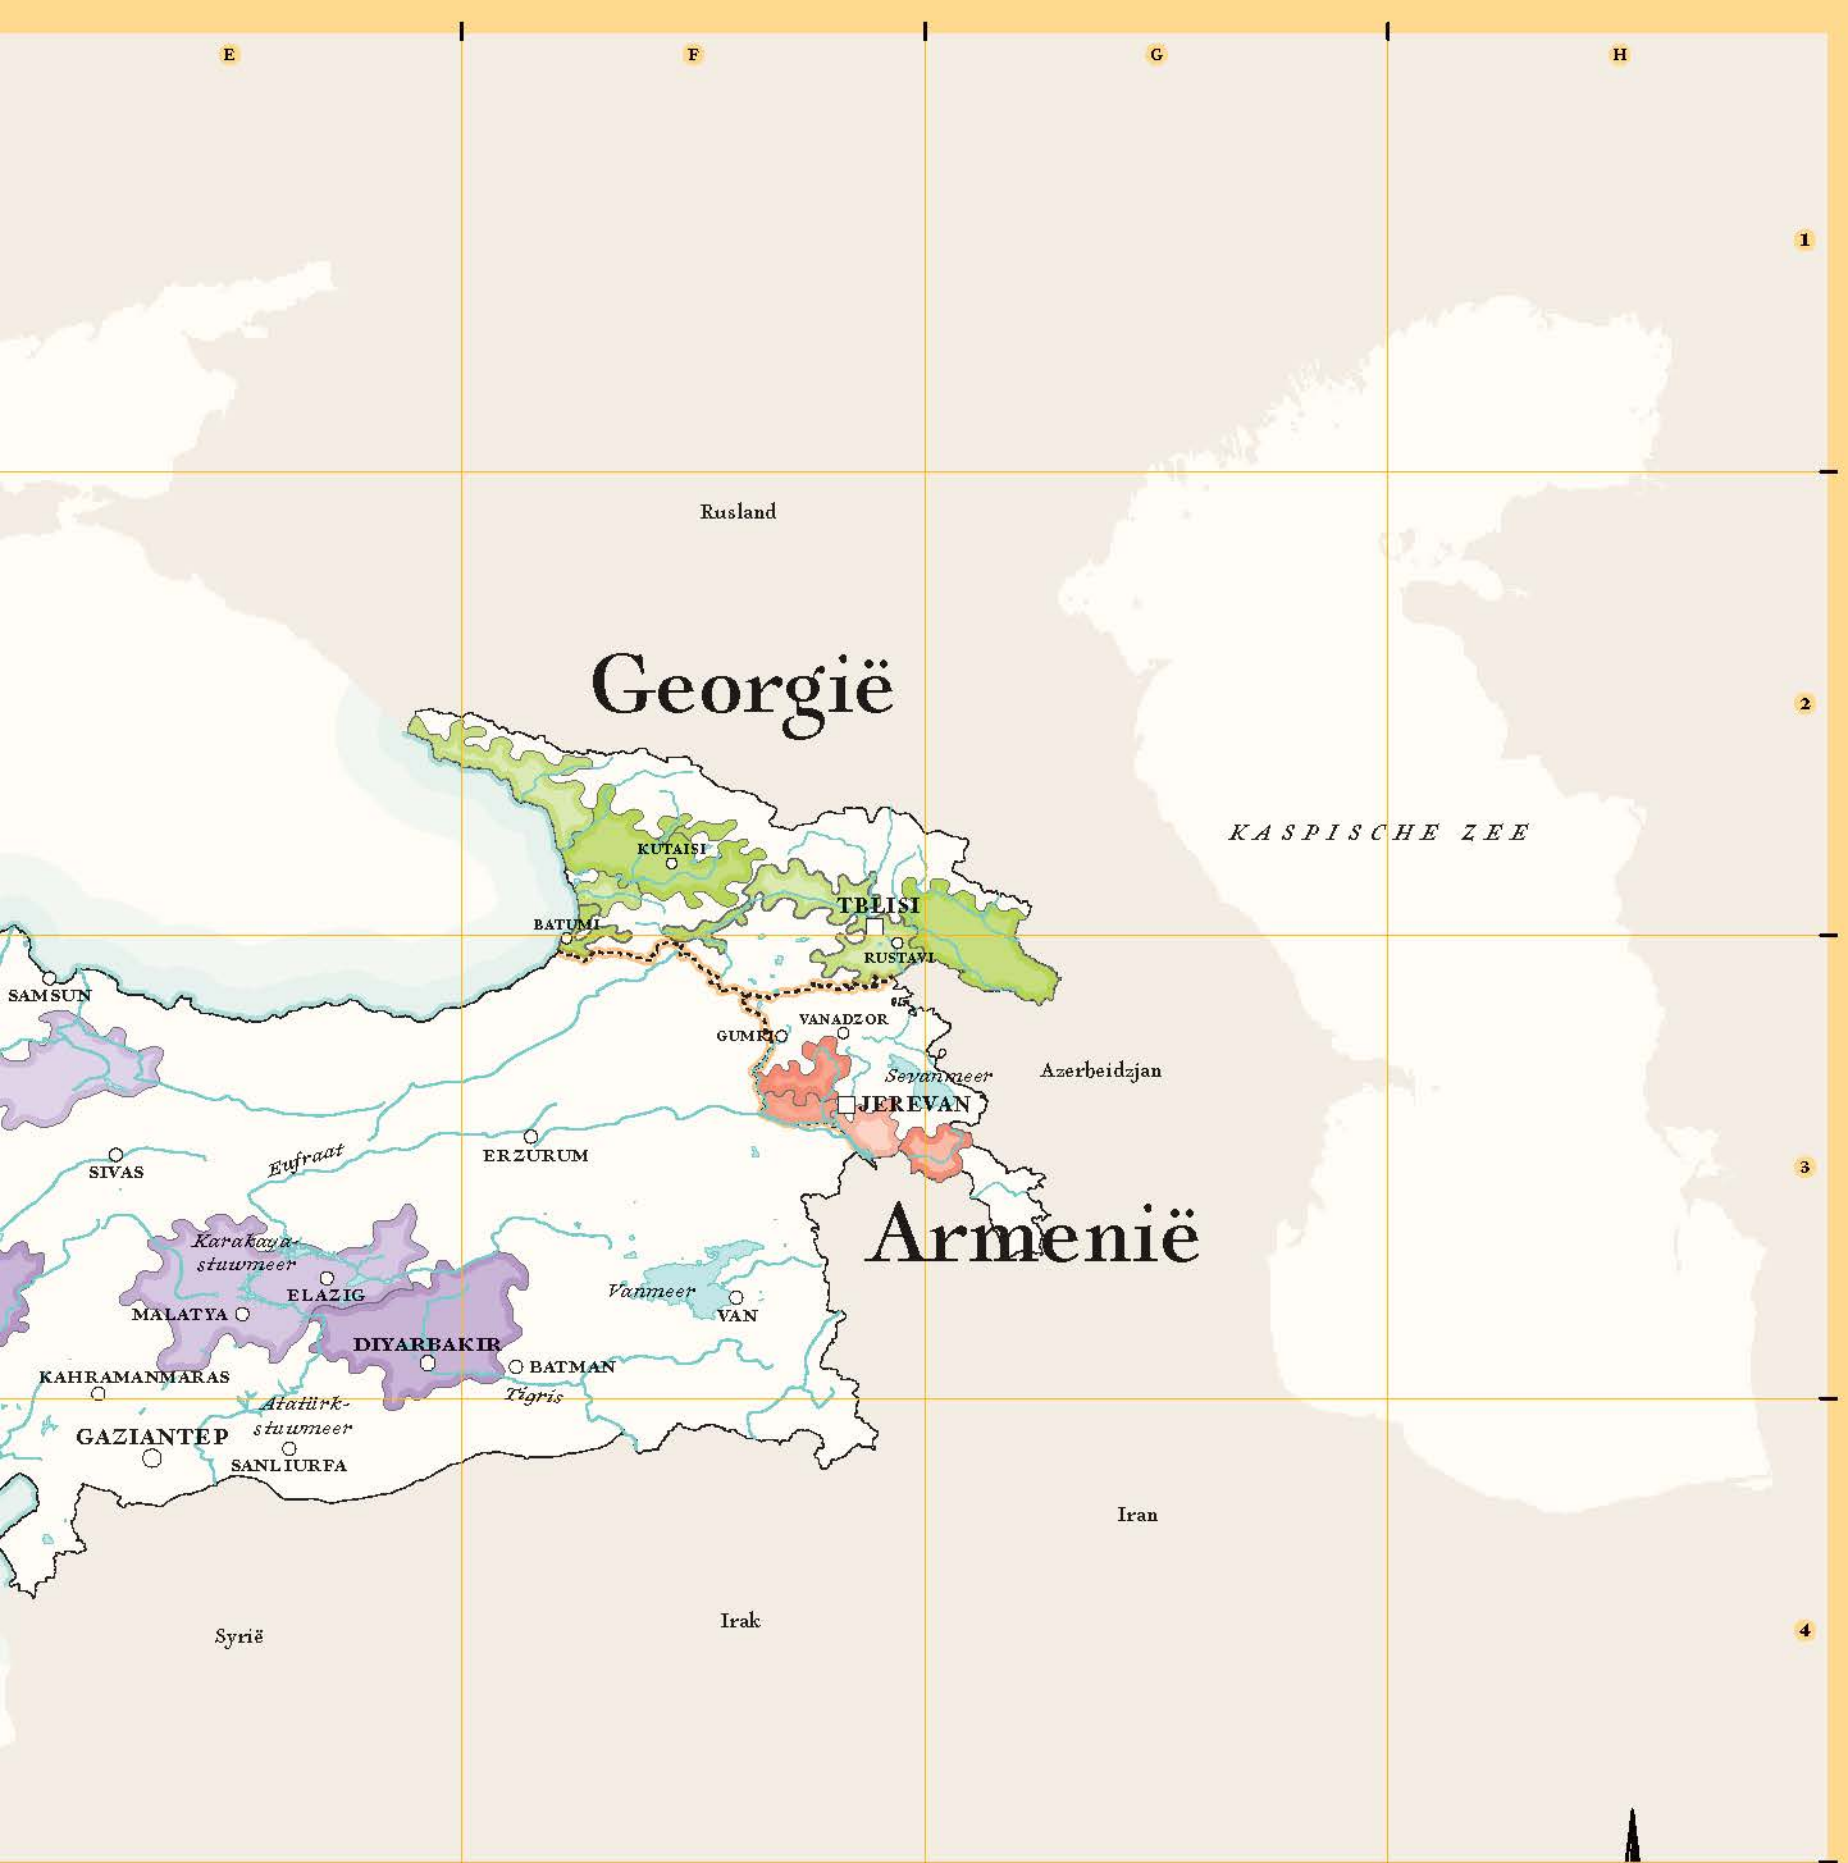 E
F
G
H
1
Rusland
Georgië
2
KASPISCHE ZEE
KUTAISI
TBLISI
BATUMI
RUSTAVI
SAMSUN
VANADZOR
GUMRI
Sevanmeer
Azerbeidzjan
JEREVAN
Eufraat
ERZURUM
SIVAS
3
Armenië
Karakaya-
stuwmeer
ELAZIG
Vanmeer
MALATYA
VAN
DIYARBAKIR
BATMAN
KAHRAMANMARAS
Tigris
Atatürk-
stuwmeer
GAZIANTEP
SANLIURFA
Iran
Irak
Syrië
4